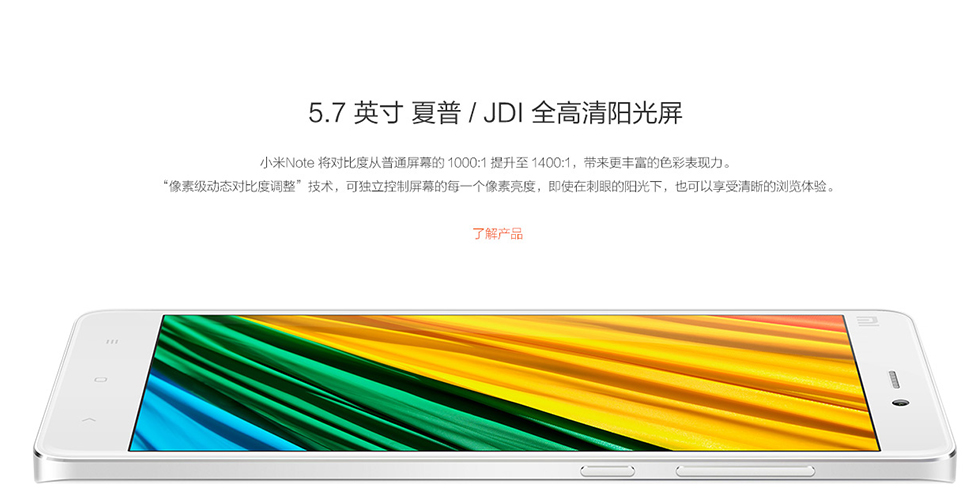 5.7 英寸 夏普 / JDI 全高清阳光屏
小米Note 将对比度从普通屏幕的 1000:1 提升至 1400:1，带来更丰富的色彩表现力。
“像素级动态对比度调整”技术，可独立控制屏幕的每一个像素亮度，即使在刺眼的阳光下，也可以享受清晰的浏览体验。
了解产品
MI